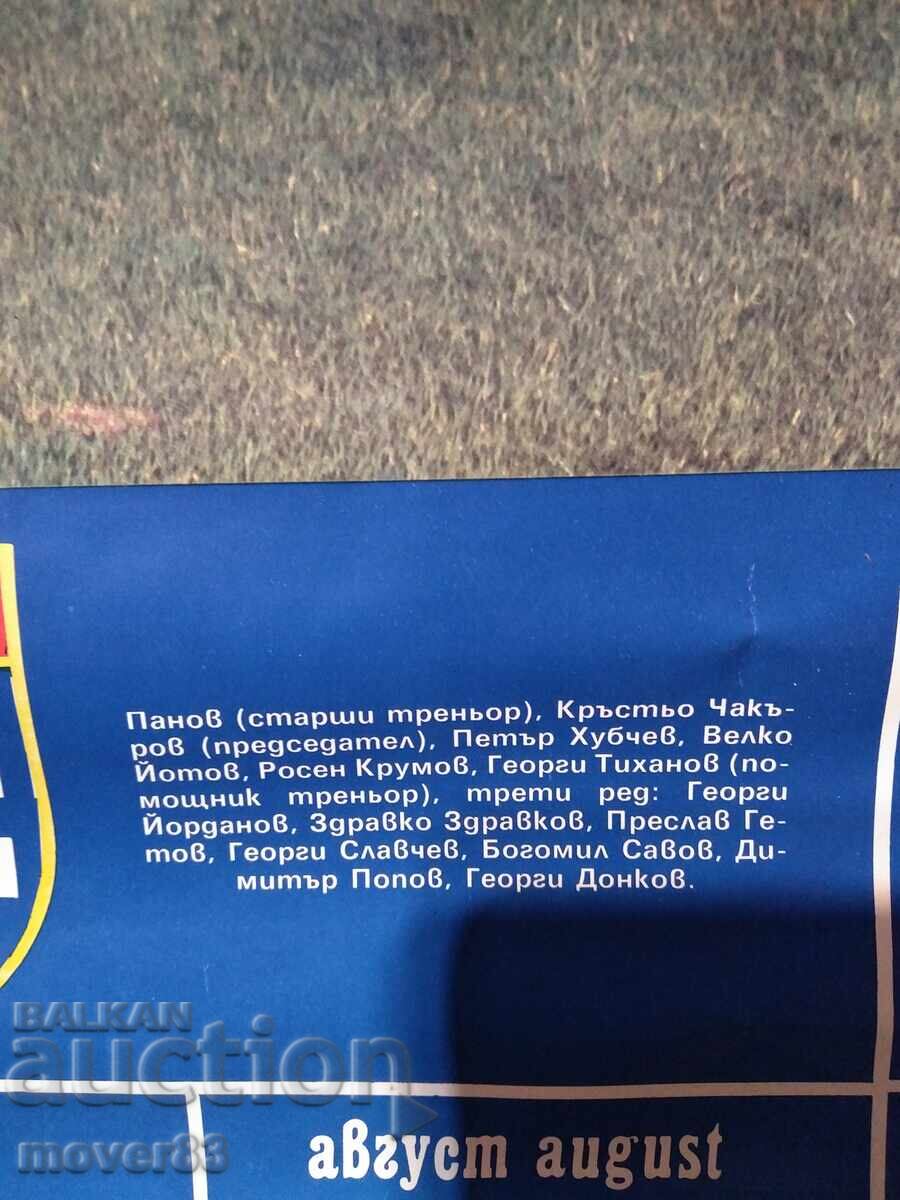 Панов (старши треньор), Кръстьо Чакъ-
ров (председател), Петър Хубчев, Велко
Йотов, Росен Крумов, Георги Тиханов (по-
мощник треньор), трети ред: Георги
Йорданов, Здравко Здравков, Преслав Ге-
тов, Георги Славчев, Богомил Савов, Ди-
митър Попов, Георги Донков.
BALKAN
auction
mover83
август august